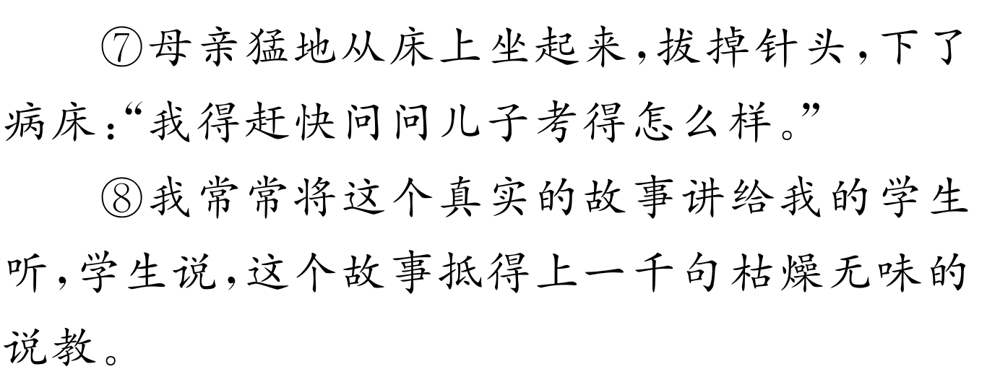 ⑦母亲猛地从床上坐起来,拔掉针头,下了
病床:“我得赶快问问儿子考得怎么样。”
⑧我常常将这个真实的故事讲给我的学生
听,学生说,这个故事抵得上一千句枯燥无味的
说教。